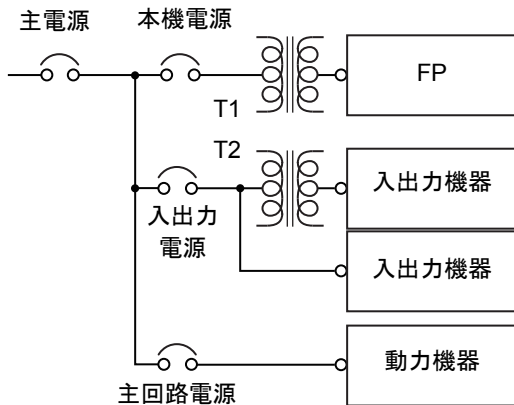 主電源
本機電源
FP
T1
T2
入出力機器
入出力
電源
入出力機器
動力機器
主回路電源